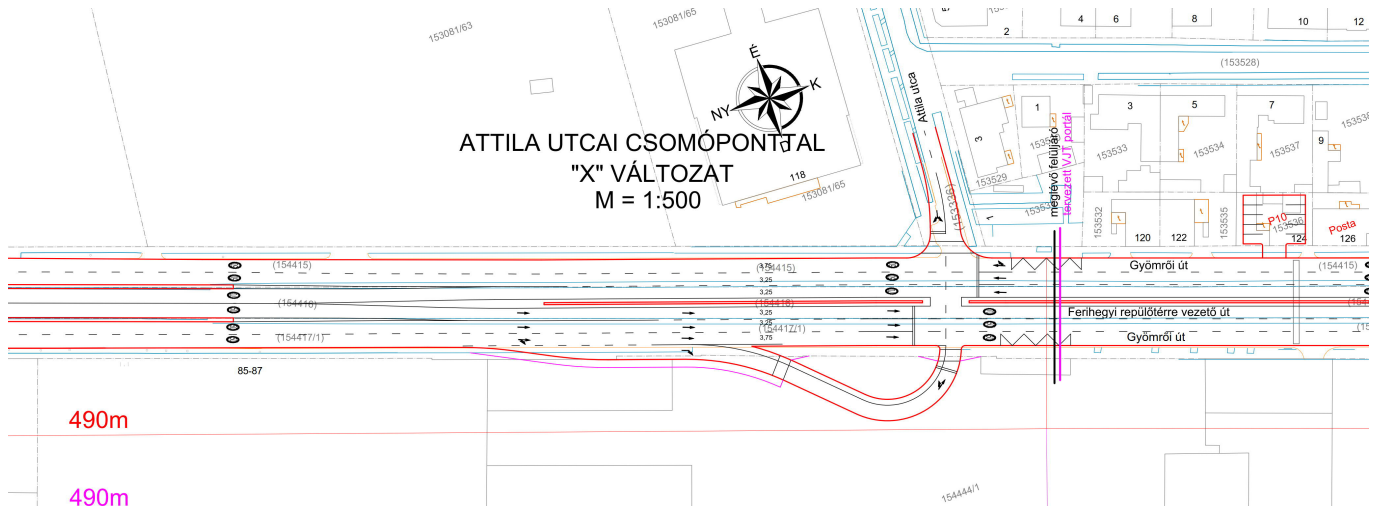 153081/63
153081/65
2
4
6
8
10
12
(153528)
É
K
NY
D
Attila utca
ATTILA UTCAI CSOMÓPONTTAL
"X" VÁLTOZAT
M = 1:500
118
153081/65
3
1
3
5
7
9
153529
153533
153534
153537
1
153532
153535
(153526)
meglévő felüljáró
tervezett VJT portál
120
122
P10
153536
124
Posta
126
(154415)
3,75
(154415)
3,25
3,25
Gyömrői út
(154415)
(154416)
(154416)
3,25
Ferihegyi repülőtérre vezető út
3,25
(154417/1)
(154417/1)
3,75
Gyömrői út
85-87
490m
490m
154444/1